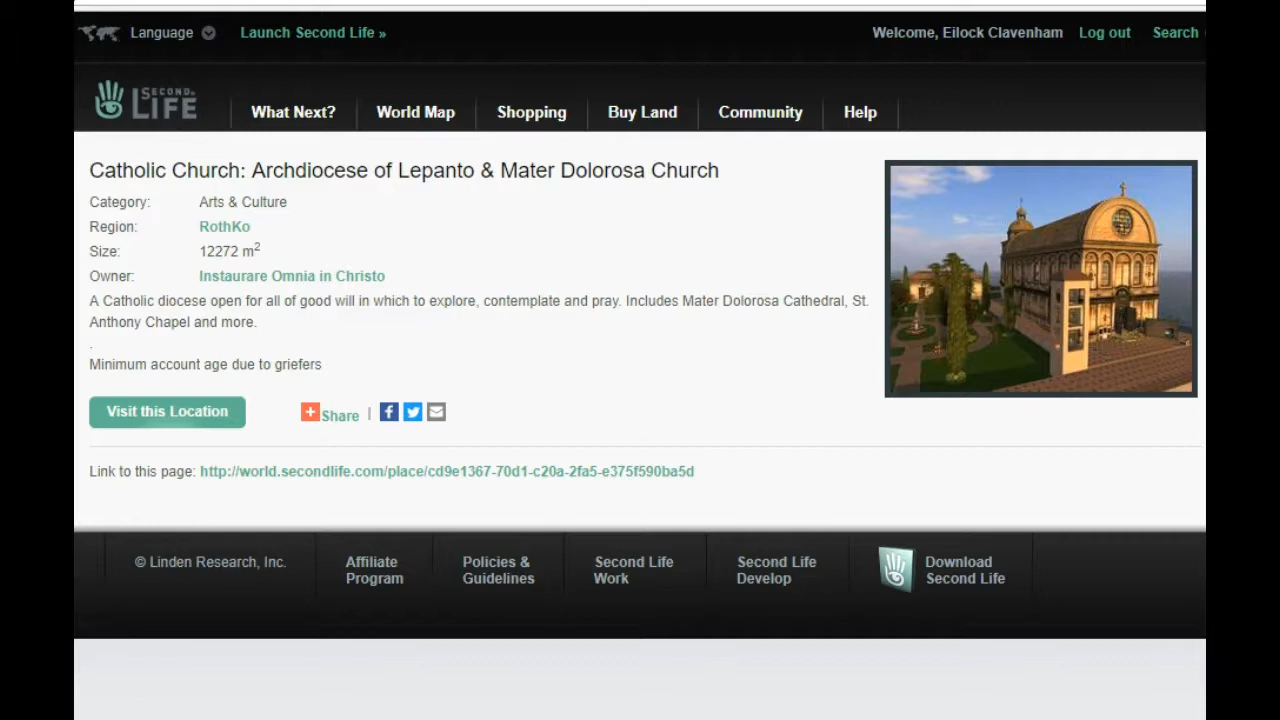 Language Launch Second Life » Welcome, Eilock Clavenham Log out Search
SECOND LIFE What Next? World Map Shopping Buy Land Community Help
Catholic Church: Archdiocese of Lepanto & Mater Dolorosa Church
Category: Arts & Culture
Region: RothKo
Size: 12272 m²
Owner: Instaurare Omnia in Christo
A Catholic diocese open for all of good will in which to explore, contemplate and pray. Includes Mater Dolorosa Cathedral, St.
Anthony Chapel and more.
.
Minimum account age due to griefers
Visit this Location Share |
Link to this page: http://world.secondlife.com/place/cd9e1367-70d1-c20a-2fa5-e375f590ba5d
© Linden Research, Inc. Affiliate Policies & Second Life Second Life Download
Program Guidelines Work Develop Second Life